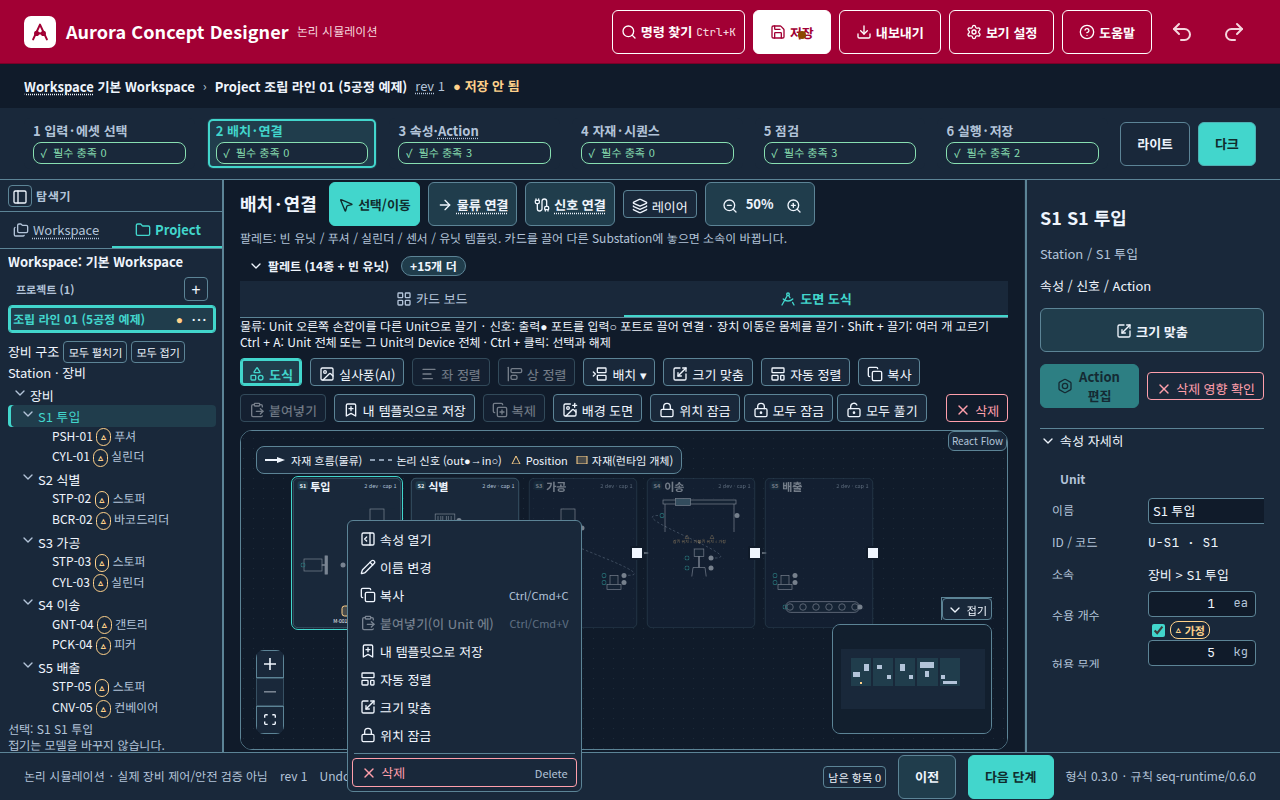 Aurora Concept Designer 논리 시뮬레이션
명령 찾기 Ctrl+K
저장
내보내기
보기 설정
도움말
Workspace 기본 Workspace › Project 조립 라인 01 (5공정 예제) rev 1 ● 저장 안 됨
1 입력·에셋 선택
✓ 필수 충족 0
2 배치·연결
✓ 필수 충족 0
3 속성·Action
✓ 필수 충족 3
4 자재·시퀀스
✓ 필수 충족 0
5 점검
✓ 필수 충족 3
6 실행·저장
✓ 필수 충족 2
라이트
다크
탐색기
Workspace
Project
Workspace: 기본 Workspace
프로젝트 (1)
+
조립 라인 01 (5공정 예제) ● ···
장비 구조 모두 펼치기 모두 접기
Station · 장비
장비
S1 투입
PSH-01 푸셔
CYL-01 실린더
S2 식별
STP-02 스토퍼
BCR-02 바코드리더
S3 가공
STP-03 스토퍼
CYL-03 실린더
S4 이송
GNT-04 갠트리
PCK-04 피커
S5 배출
STP-05 스토퍼
CNV-05 컨베이어
선택: S1 S1 투입
접기는 모델을 바꾸지 않습니다.
배치·연결
선택/이동
물류 연결
신호 연결
레이어
50%
팔레트: 빈 유닛 / 푸셔 / 실린더 / 센서 / 유닛 템플릿. 카드를 끌어 다른 Substation에 놓으면 소속이 바뀝니다.
팔레트 (14종 + 빈 유닛) +15개 더
카드 보드
도면 도식
물류: Unit 오른쪽 손잡이를 다른 Unit으로 끌기 · 신호: 출력● 포트를 입력○ 포트로 끌어 연결 · 장치 이동은 몸체를 끌기 · Shift + 끌기: 여러 개 고르기
Ctrl + A: Unit 전체 또는 그 Unit의 Device 전체 · Ctrl + 클릭: 선택과 해제
도식
실사풍(AI)
좌 정렬
상 정렬
배치 ▾
크기 맞춤
자동 정렬
복사
붙여넣기
내 템플릿으로 저장
복제
배경 도면
위치 잠금
모두 잠금
모두 풀기
삭제
React Flow
자재 흐름(물류) 논리 신호 (out●→in○) Position 자재(런타임 개체)
S1 투입 2 dev · cap 1
S2 식별 2 dev · cap 1
S3 가공 2 dev · cap 1
S4 이송 2 dev · cap 1
S5 배출 2 dev · cap 1
속성 열기
이름 변경
복사 Ctrl/Cmd+C
붙여넣기(이 Unit 에) Ctrl/Cmd+V
내 템플릿으로 저장
자동 정렬
크기 맞춤
위치 잠금
삭제 Delete
접기
S1 S1 투입
Station / S1 투입
속성 / 신호 / Action
크기 맞춤
Action
편집
삭제 영향 확인
속성 자세히
Unit
이름 S1 투입
ID / 코드 U-S1 · S1
소속 장비 > S1 투입
수용 개수 1 ea
가정
허용 무게 5 kg
논리 시뮬레이션 · 실제 장비 제어/안전 검증 아님 rev 1 Undo
남은 항목 0
이전
다음 단계
형식 0.3.0 · 규칙 seq-runtime/0.6.0